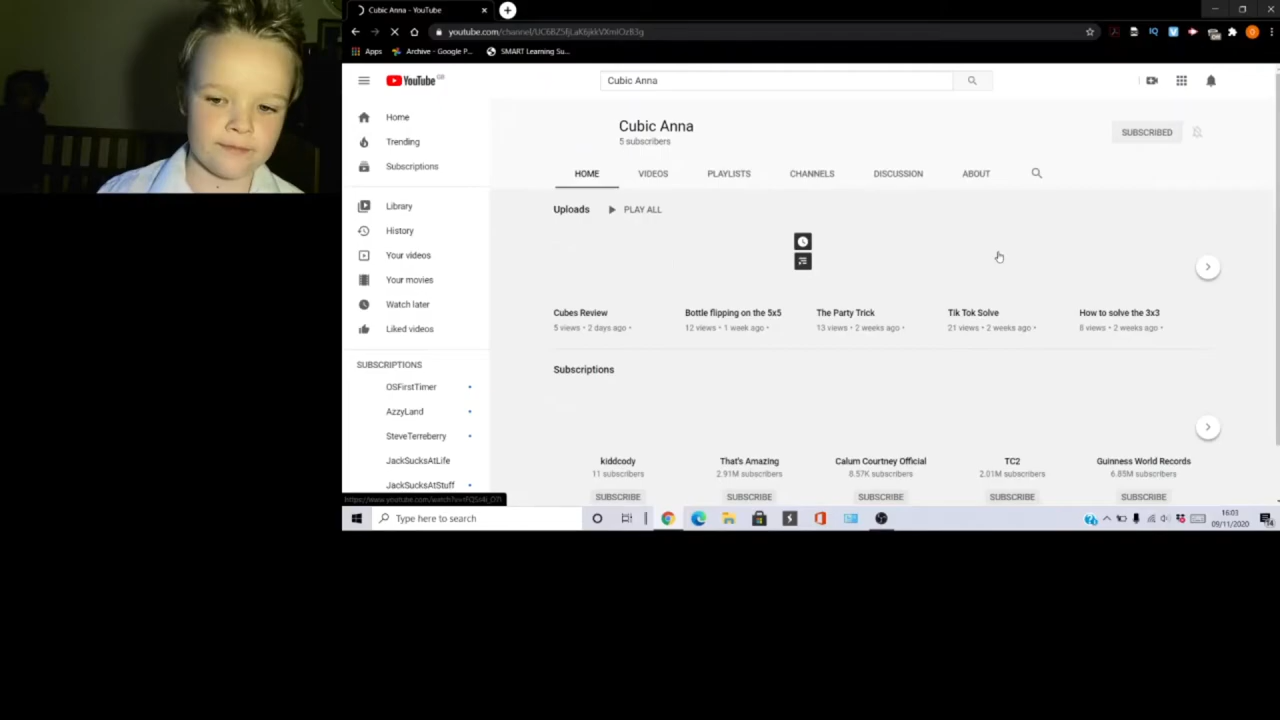 Cubic Anna - YouTube
youtube.com
Apps Archive - Google P... SMART Learning Su...
YouTube GB
Cubic Anna
Home
Trending
Subscriptions
Library
History
Your videos
Your movies
Watch later
Liked videos
SUBSCRIPTIONS
OSFirstTimer
AzzyLand
SteveTerreberry
JackSucksAtLife
JackSucksAtStuff
Cubic Anna
5 subscribers
SUBSCRIBED
HOME VIDEOS PLAYLISTS CHANNELS DISCUSSION ABOUT
Uploads PLAY ALL
Cubes Review
5 views • 2 days ago •
Bottle flipping on the 5x5
12 views • 1 week ago •
The Party Trick
13 views • 2 weeks ago •
Tik Tok Solve
21 views • 2 weeks ago •
How to solve the 3x3
8 views • 2 weeks ago •
Subscriptions
kiddcody
11 subscribers
SUBSCRIBE
That's Amazing
2.91M subscribers
SUBSCRIBE
Calum Courtney Official
8.57K subscribers
SUBSCRIBE
TC2
2.01M subscribers
SUBSCRIBE
Guinness World Records
6.85M subscribers
SUBSCRIBE
Type here to search
16:03
09/11/2020